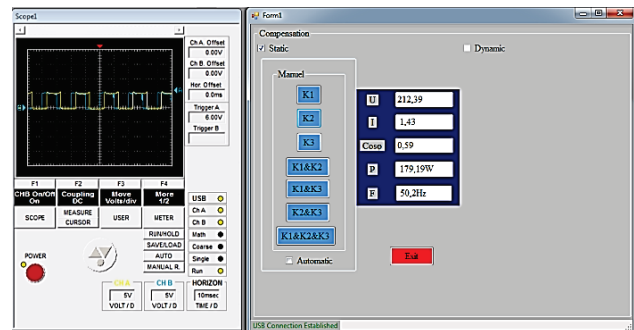 Scope1
Ch A. Offset
0.00V
Ch B. Offset
0.00V
Hor. Offset
0.0ms
Trigger A
6.00V
Trigger B
F1 F2 F3 F4
CHB On/Off On
Coupling DC
Move Volts/div
More 1/2
SCOPE
MEASURE CURSOR
USER
METER
RUN/HOLD
SAVE/LOAD
AUTO
MANUAL R.
POWER
USB
Ch A
Ch B
Math
Coarse
Single
Run
CH A
5V
VOLT / D
CH B
5V
VOLT / D
HORIZON
10msec
TIME / D
Form1
Compensation
Static
Dynamic
Manuel
K1
K2
K3
K1&K2
K1&K3
K2&K3
K1&K2&K3
Automatic
U 212,39
I 1,43
Cosø 0,59
P 179,19W
F 50,2Hz
Exit
USB Connection Established